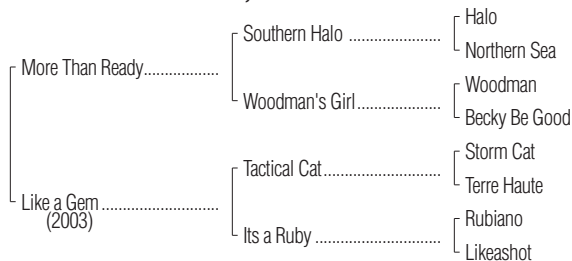 Halo
Southern Halo ....................
Northern Sea
More Than Ready.................
Woodman
Woodman's Girl..................
Becky Be Good
Storm Cat
Tactical Cat.........................
Terre Haute
Like a Gem ..........................
(2003)
Rubiano
Its a Ruby ...........................
Likeashot